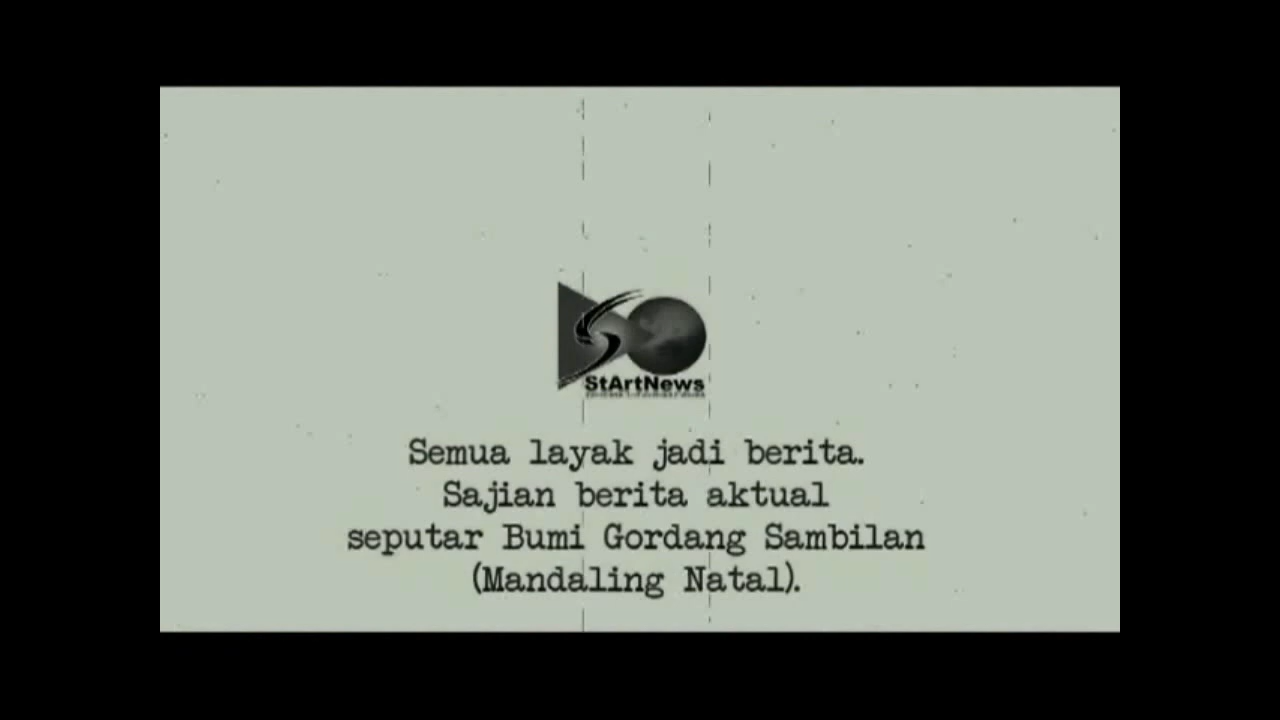 StArtNews
Semua layak jadi berita.
Sajian berita aktual
seputar Bumi Gordang Sambilan
(Mandaling Natal).